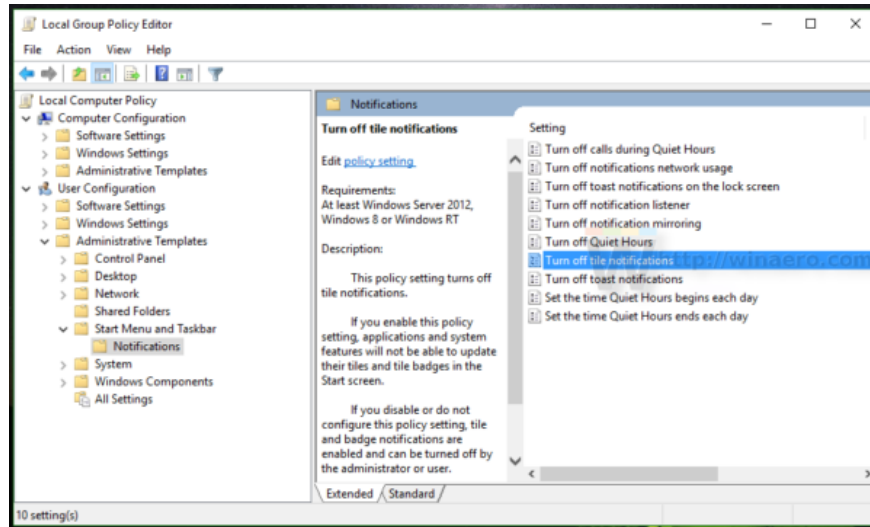 Local Group Policy Editor
File Action View Help
Local Computer Policy
Computer Configuration
Software Settings
Windows Settings
Administrative Templates
User Configuration
Software Settings
Windows Settings
Administrative Templates
Control Panel
Desktop
Network
Shared Folders
Start Menu and Taskbar
Notifications
System
Windows Components
All Settings
Notifications
Turn off tile notifications
Edit policy setting
Requirements:
At least Windows Server 2012,
Windows 8 or Windows RT
Description:
This policy setting turns off
tile notifications.
If you enable this policy
setting, applications and system
features will not be able to update
their tiles and tile badges in the
Start screen.
If you disable or do not
configure this policy setting, tile
and badge notifications are
enabled and can be turned off by
the administrator or user.
Setting
Turn off calls during Quiet Hours
Turn off notifications network usage
Turn off toast notifications on the lock screen
Turn off notification listener
Turn off notification mirroring
Turn off Quiet Hours
Turn off tile notifications
http://winaero.com
Turn off toast notifications
Set the time Quiet Hours begins each day
Set the time Quiet Hours ends each day
Extended Standard
10 setting(s)